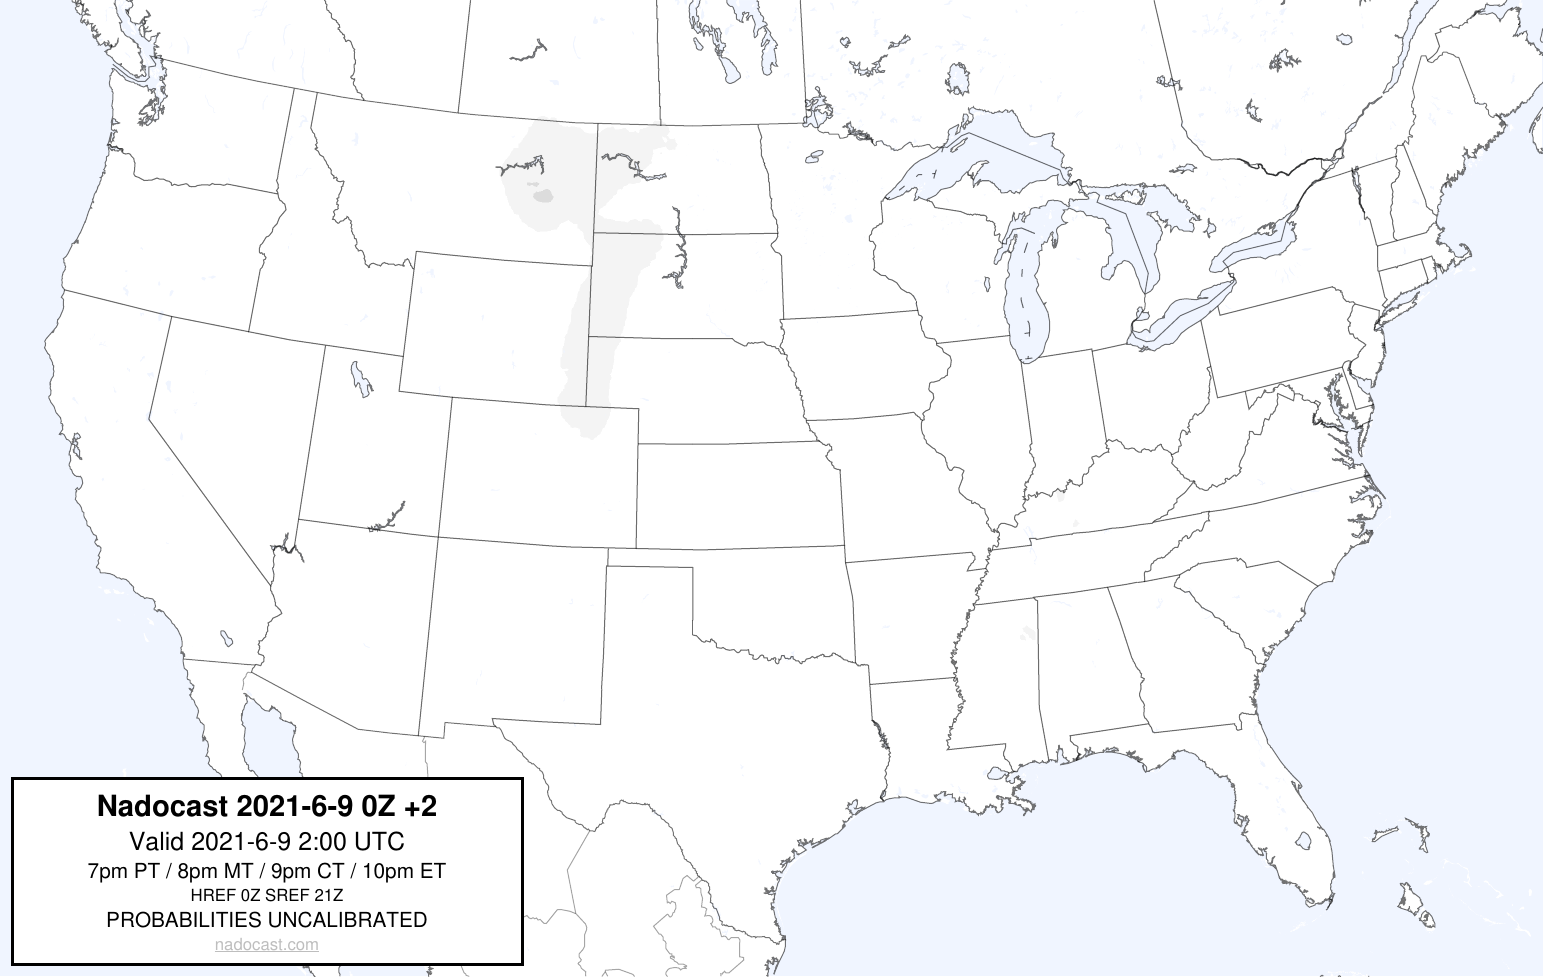 Nadocast 2021-6-9 0Z +2
Valid 2021-6-9 2:00 UTC
7pm PT / 8pm MT / 9pm CT / 10pm ET
HREF 0Z SREF 21Z
PROBABILITIES UNCALIBRATED
nadocast.com